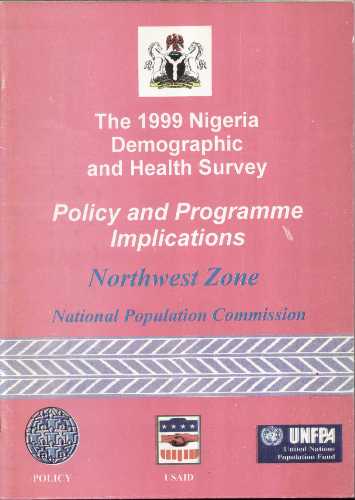 The 1999 Nigeria
Demographic
and Health Survey
Policy and Programme
Implications
Northwest Zone
National Population Commission
POLICY
USAID
UNFPA
United Nations
Population Fund